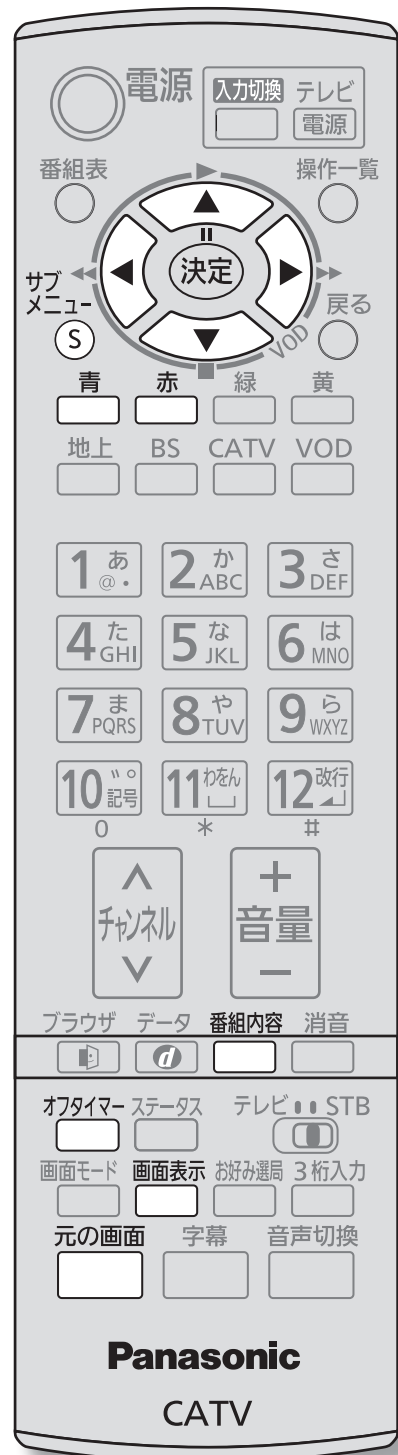 電源 入力切換 テレビ
電源
番組表 操作一覧
決定
サブ
メニュー
S
戻る
VOD
青 赤 緑 黄
地上 BS CATV VOD
1 あ @. 2 か ABC 3 さ DEF
4 た GHI 5 な JKL 6 は MNO
7 ま PQRS 8 や TUV 9 ら WXYZ
10 ゛゜ 記号 11 わをん 12 改行
0 * #
チャンネル + 音量 -
ブラウザ データ 番組内容 消音
d
オフタイマー ステータス テレビ STB
画面モード 画面表示 お好み選局 3桁入力
元の画面 字幕 音声切換
Panasonic
CATV